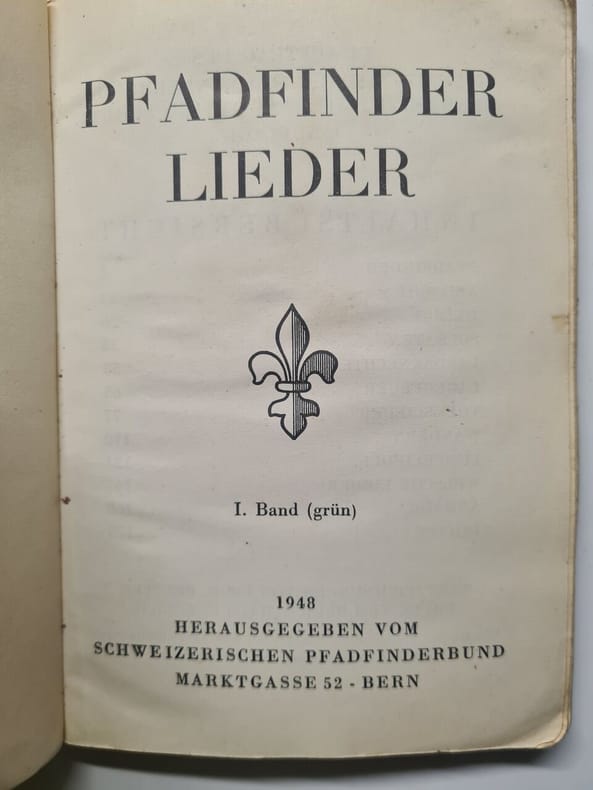 PFADFINDER
LIEDER
I. Band (grün)
1948
HERAUSGEGEBEN VOM
SCHWEIZERISCHEN PFADFINDERBUND
MARKTGASSE 52 - BERN